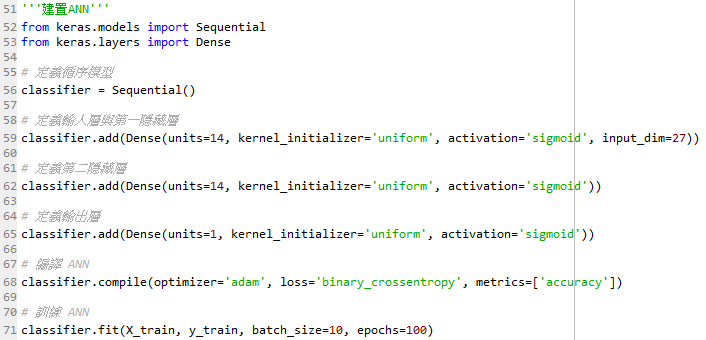 51 '''建置ANN'''
52 from keras.models import Sequential
53 from keras.layers import Dense
54
55 # 定義循序模型
56 classifier = Sequential()
57
58 # 定義輸入層與第一隱藏層
59 classifier.add(Dense(units=14, kernel_initializer='uniform', activation='sigmoid', input_dim=27))
60
61 # 定義第二隱藏層
62 classifier.add(Dense(units=14, kernel_initializer='uniform', activation='sigmoid'))
63
64 # 定義輸出層
65 classifier.add(Dense(units=1, kernel_initializer='uniform', activation='sigmoid'))
66
67 # 編譯 ANN
68 classifier.compile(optimizer='adam', loss='binary_crossentropy', metrics=['accuracy'])
69
70 # 訓練 ANN
71 classifier.fit(X_train, y_train, batch_size=10, epochs=100)